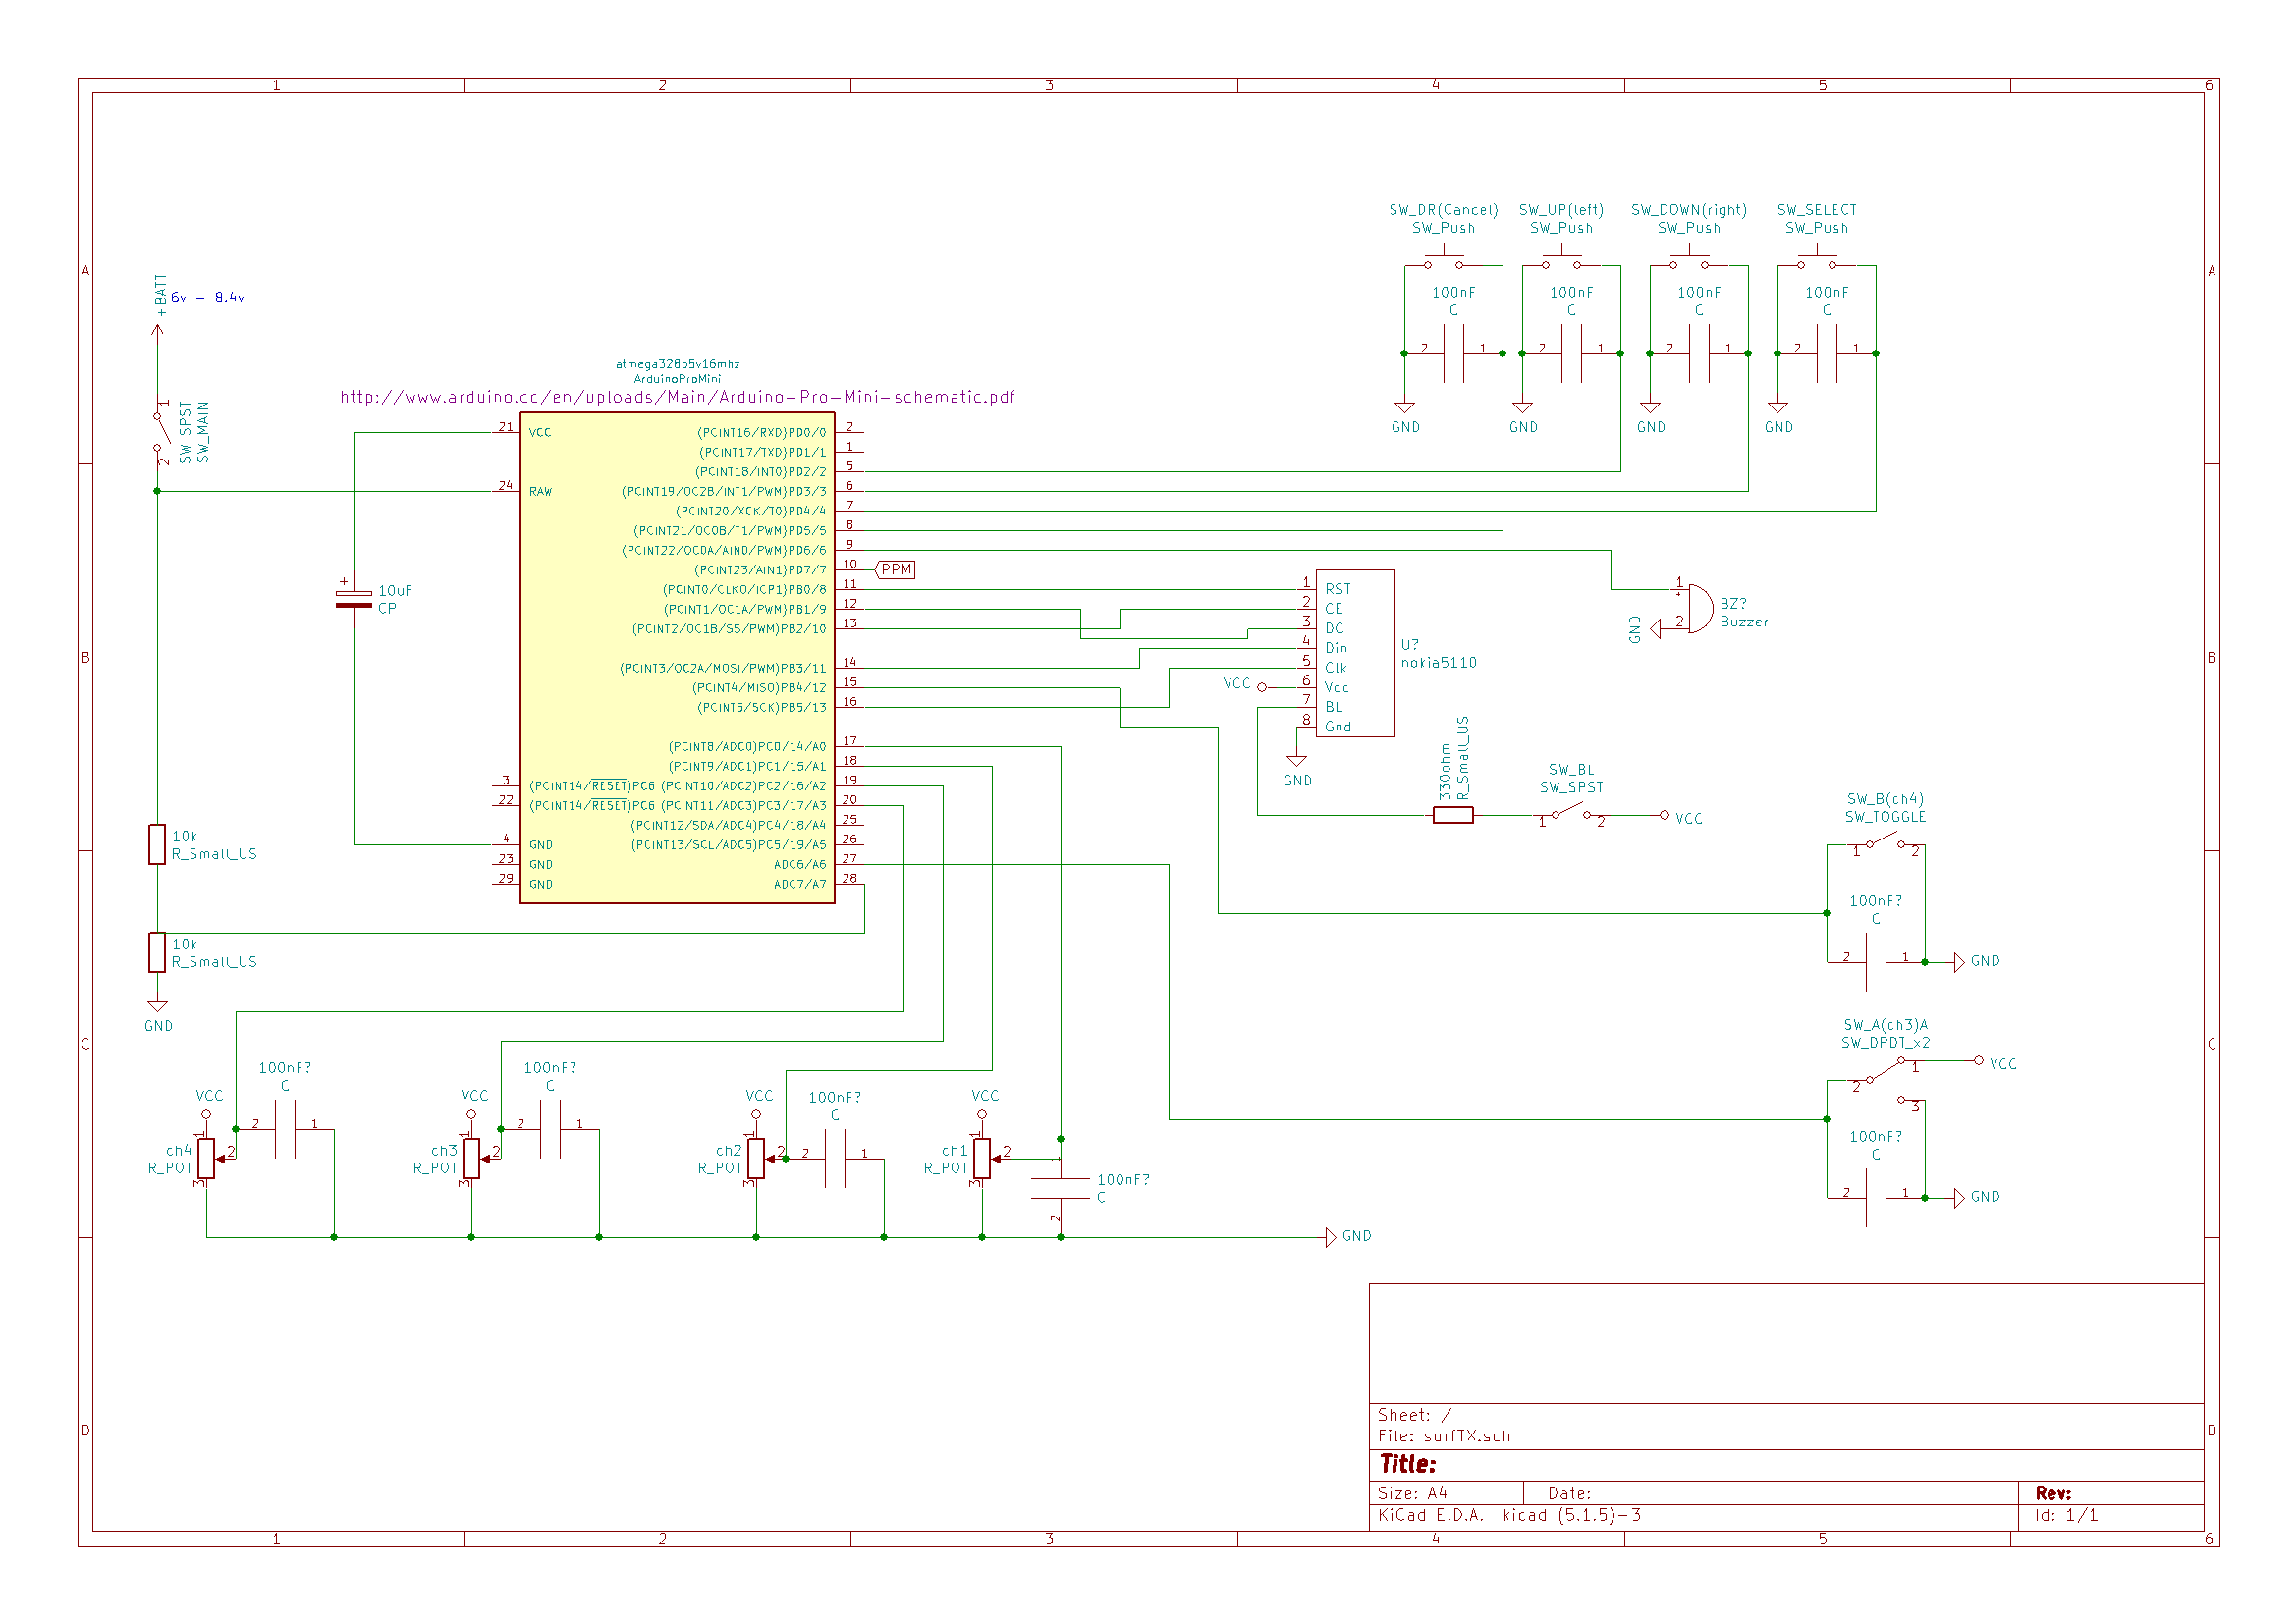 1 2 3 4 5 6
A
B
C
D
A
B
C
D
+BATT
6v - 8.4v
1
2
SW_SPST
SW_MAIN
10k
R_Small_US
10k
R_Small_US
GND
+
10uF
CP
atmega328p5v16mhz
ArduinoProMini
http://www.arduino.cc/en/uploads/Main/Arduino-Pro-Mini-schematic.pdf
21 VCC
24 RAW
3 (PCINT14/RESET)PC6
22 (PCINT14/RESET)PC6
4 GND
23 GND
29 GND
(PCINT16/RXD)PD0/0 2
(PCINT17/TXD)PD1/1 1
(PCINT18/INT0)PD2/2 5
(PCINT19/OC2B/INT1/PWM)PD3/3 6
(PCINT20/XCK/T0)PD4/4 7
(PCINT21/OC0B/T1/PWM)PD5/5 8
(PCINT22/OC0A/AIN0/PWM)PD6/6 9
(PCINT23/AIN1)PD7/7 10
PPM
(PCINT0/CLKO/ICP1)PB0/8 11
(PCINT1/OC1A/PWM)PB1/9 12
(PCINT2/OC1B/SS/PWM)PB2/10 13
(PCINT3/OC2A/MOSI/PWM)PB3/11 14
(PCINT4/MISO)PB4/12 15
(PCINT5/SCK)PB5/13 16
(PCINT8/ADC0)PC0/14/A0 17
(PCINT9/ADC1)PC1/15/A1 18
(PCINT10/ADC2)PC2/16/A2 19
(PCINT11/ADC3)PC3/17/A3 20
(PCINT12/SDA/ADC4)PC4/18/A4 25
(PCINT13/SCL/ADC5)PC5/19/A5 26
ADC6/A6 27
ADC7/A7 28
SW_DR(Cancel)
SW_Push
100nF
C
2 1
GND
SW_UP(left)
SW_Push
100nF
C
2 1
GND
SW_DOWN(right)
SW_Push
100nF
C
2 1
GND
SW_SELECT
SW_Push
100nF
C
2 1
GND
1 RST
2 CE
3 DC
4 Din
5 Clk
6 Vcc
7 BL
8 Gnd
U?
nokia5110
VCC
GND
1
+
2
BZ?
Buzzer
GND
330ohm
R_Small_US
SW_BL
SW_SPST
1 2
VCC
SW_B(ch4)
SW_TOGGLE
1 2
100nF?
C
2 1
GND
SW_A(ch3)A
SW_DPDT_x2
2
1
3
VCC
100nF?
C
2 1
GND
VCC
ch4
R_POT
1
2
3
100nF?
C
2 1
VCC
ch3
R_POT
1
2
3
100nF?
C
2 1
VCC
ch2
R_POT
1
2
3
100nF?
C
2 1
VCC
ch1
R_POT
1
2
3
1
100nF?
C
2
GND
Sheet: /
File: surfTX.sch
Title:
Size: A4
Date:
Rev:
KiCad E.D.A. kicad (5.1.5)-3
Id: 1/1
1 2 3 4 5 6